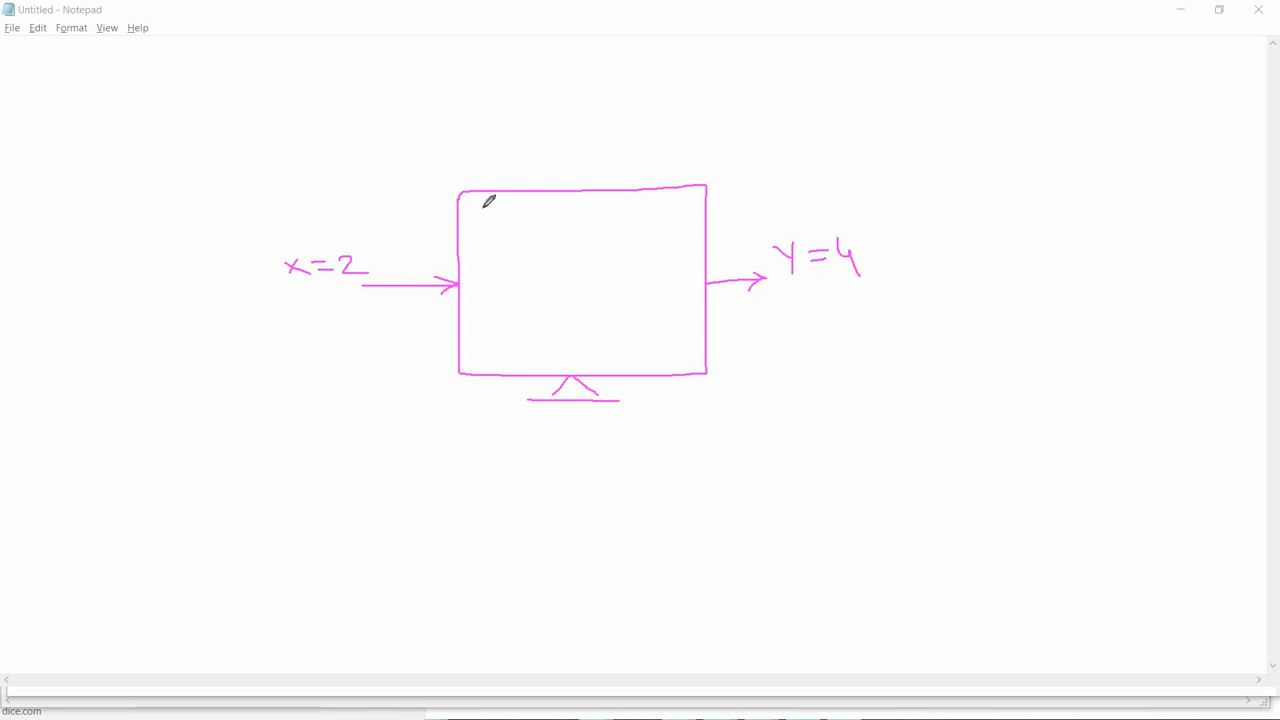 Untitled - Notepad
File Edit Format View Help
x=2
y=4
dice.com